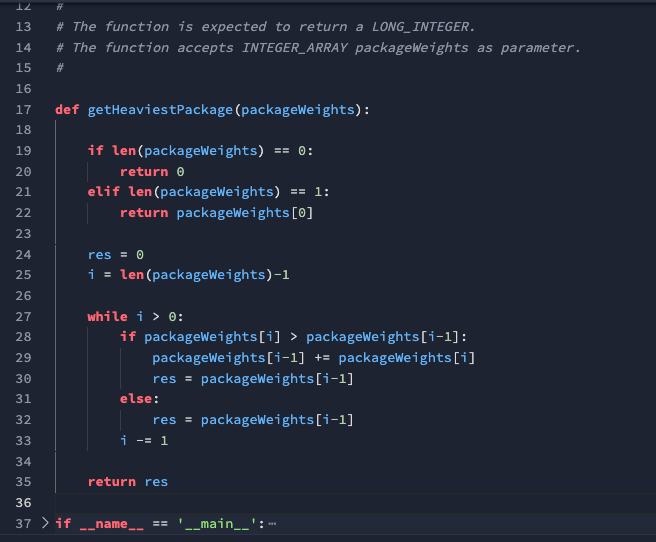 12 #
13 # The function is expected to return a LONG_INTEGER.
14 # The function accepts INTEGER_ARRAY packageWeights as parameter.
15 #
16
17 def getHeaviestPackage(packageWeights):
18
19     if len(packageWeights) == 0:
20         return 0
21     elif len(packageWeights) == 1:
22         return packageWeights[0]
23
24     res = 0
25     i = len(packageWeights)-1
26
27     while i > 0:
28         if packageWeights[i] > packageWeights[i-1]:
29             packageWeights[i-1] += packageWeights[i]
30             res = packageWeights[i-1]
31         else:
32             res = packageWeights[i-1]
33         i -= 1
34
35     return res
36
37 > if __name__ == '__main__':⋯